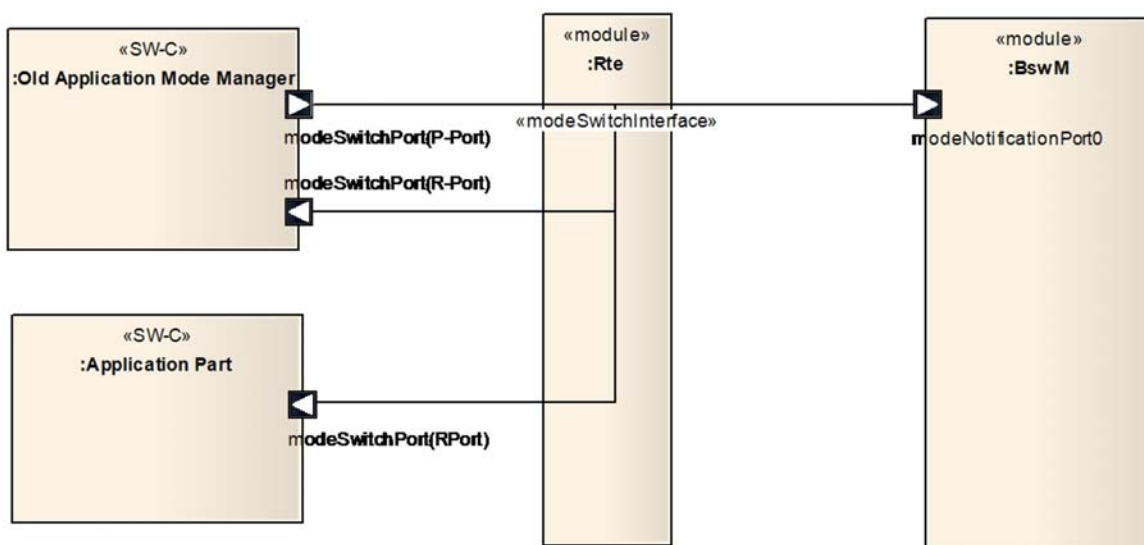 «SW-C»
:Old Application Mode Manager
modeSwitchPort(P-Port)
modeSwitchPort(R-Port)
«SW-C»
:Application Part
modeSwitchPort(RPort)
«module»
:Rte
«modeSwitchInterface»
«module»
:BswM
modeNotificationPort0